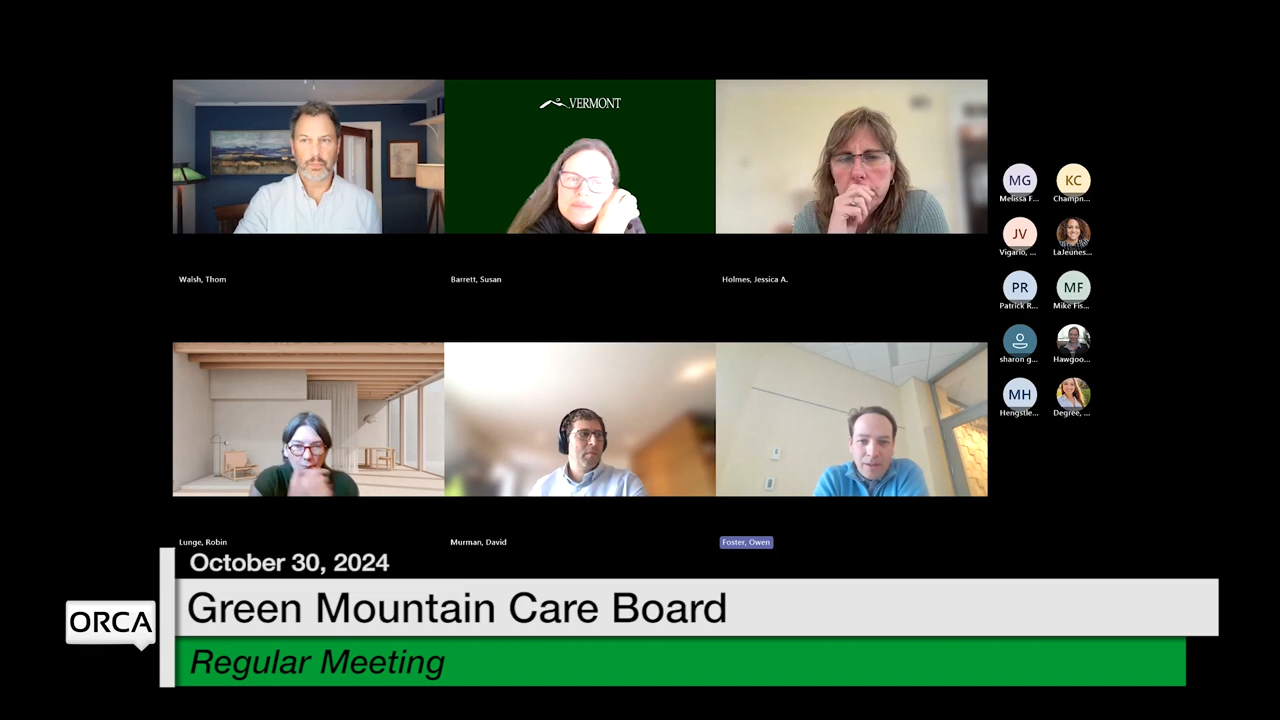 VERMONT
Walsh, Thom
Barrett, Susan
Holmes, Jessica A.
MG
Melissa F...
KC
Champn...
JV
Vigario, ...
LaJeunes...
PR
Patrick R...
MF
Mike Fis...
sharon g...
Hawgoo...
MH
Hengstle...
Degree, ...
Lunge, Robin
Murman, David
Foster, Owen
October 30, 2024
ORCA
Green Mountain Care Board
Regular Meeting